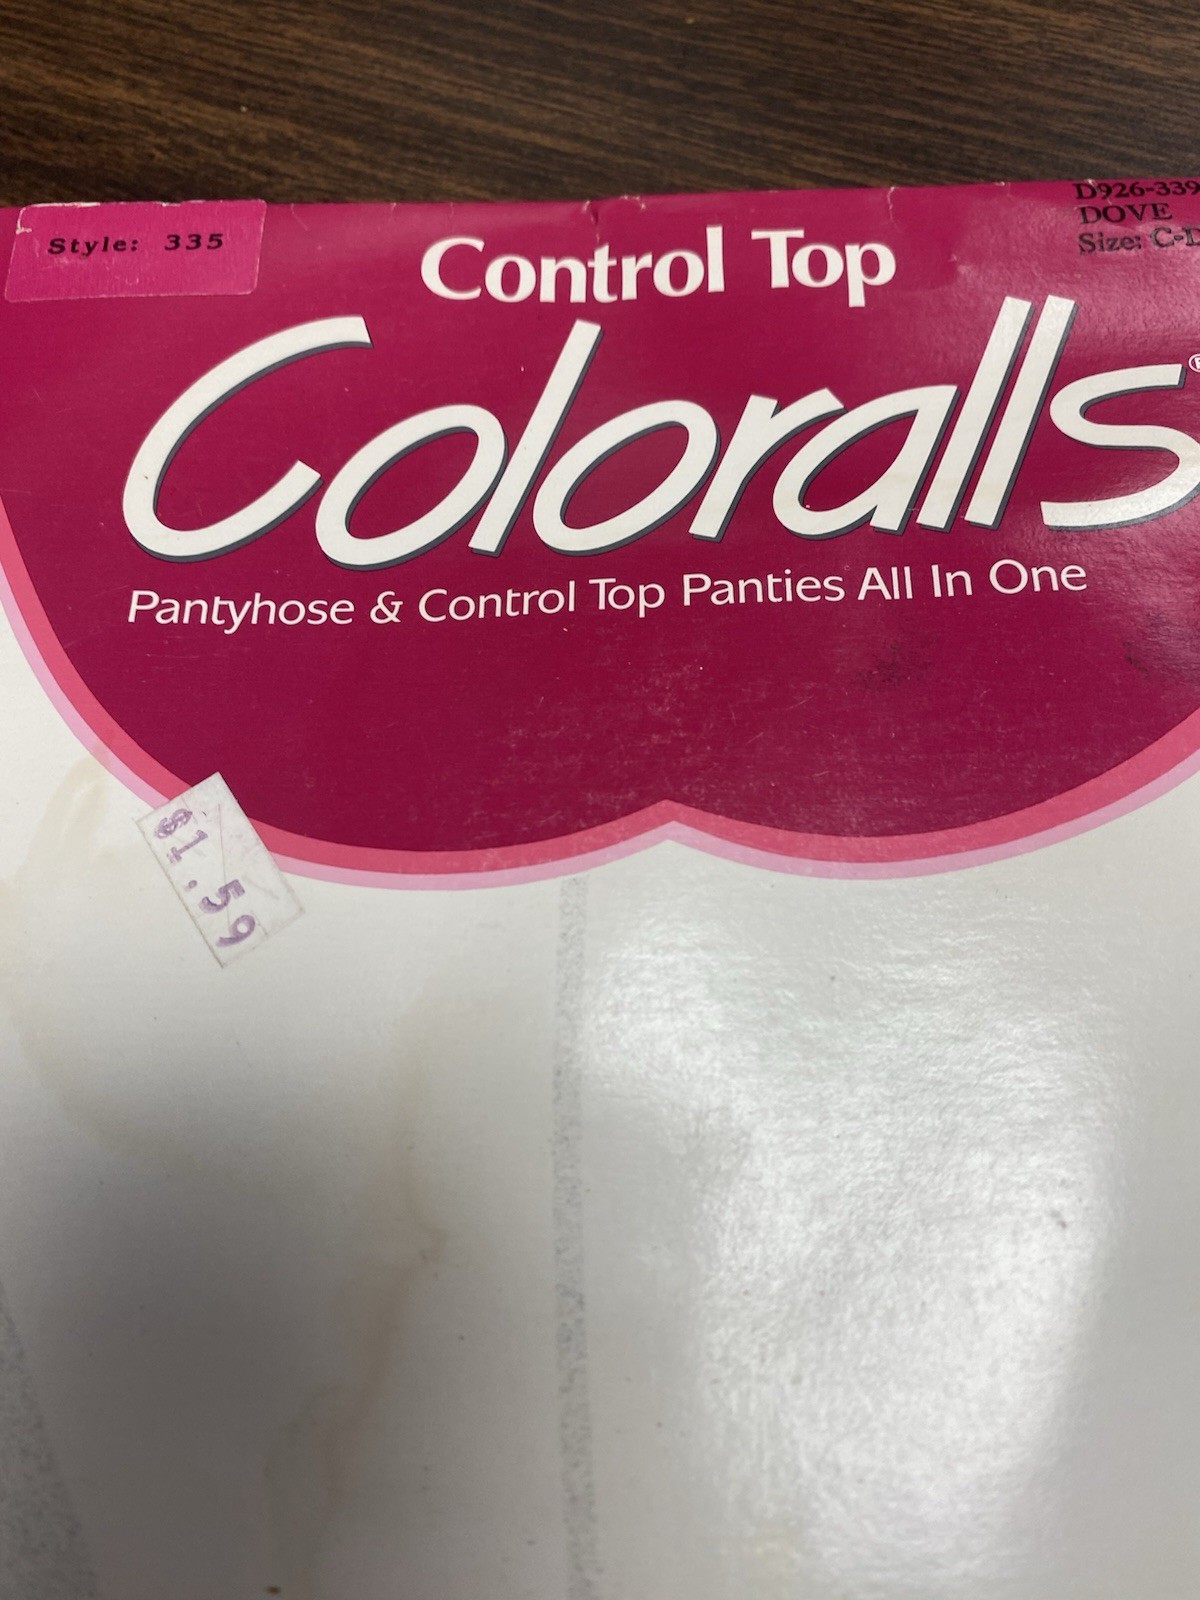 Style: 335
D926-339
DOVE
Size: C-D
Control Top
Coloralls®
Pantyhose & Control Top Panties All In One
$1.59